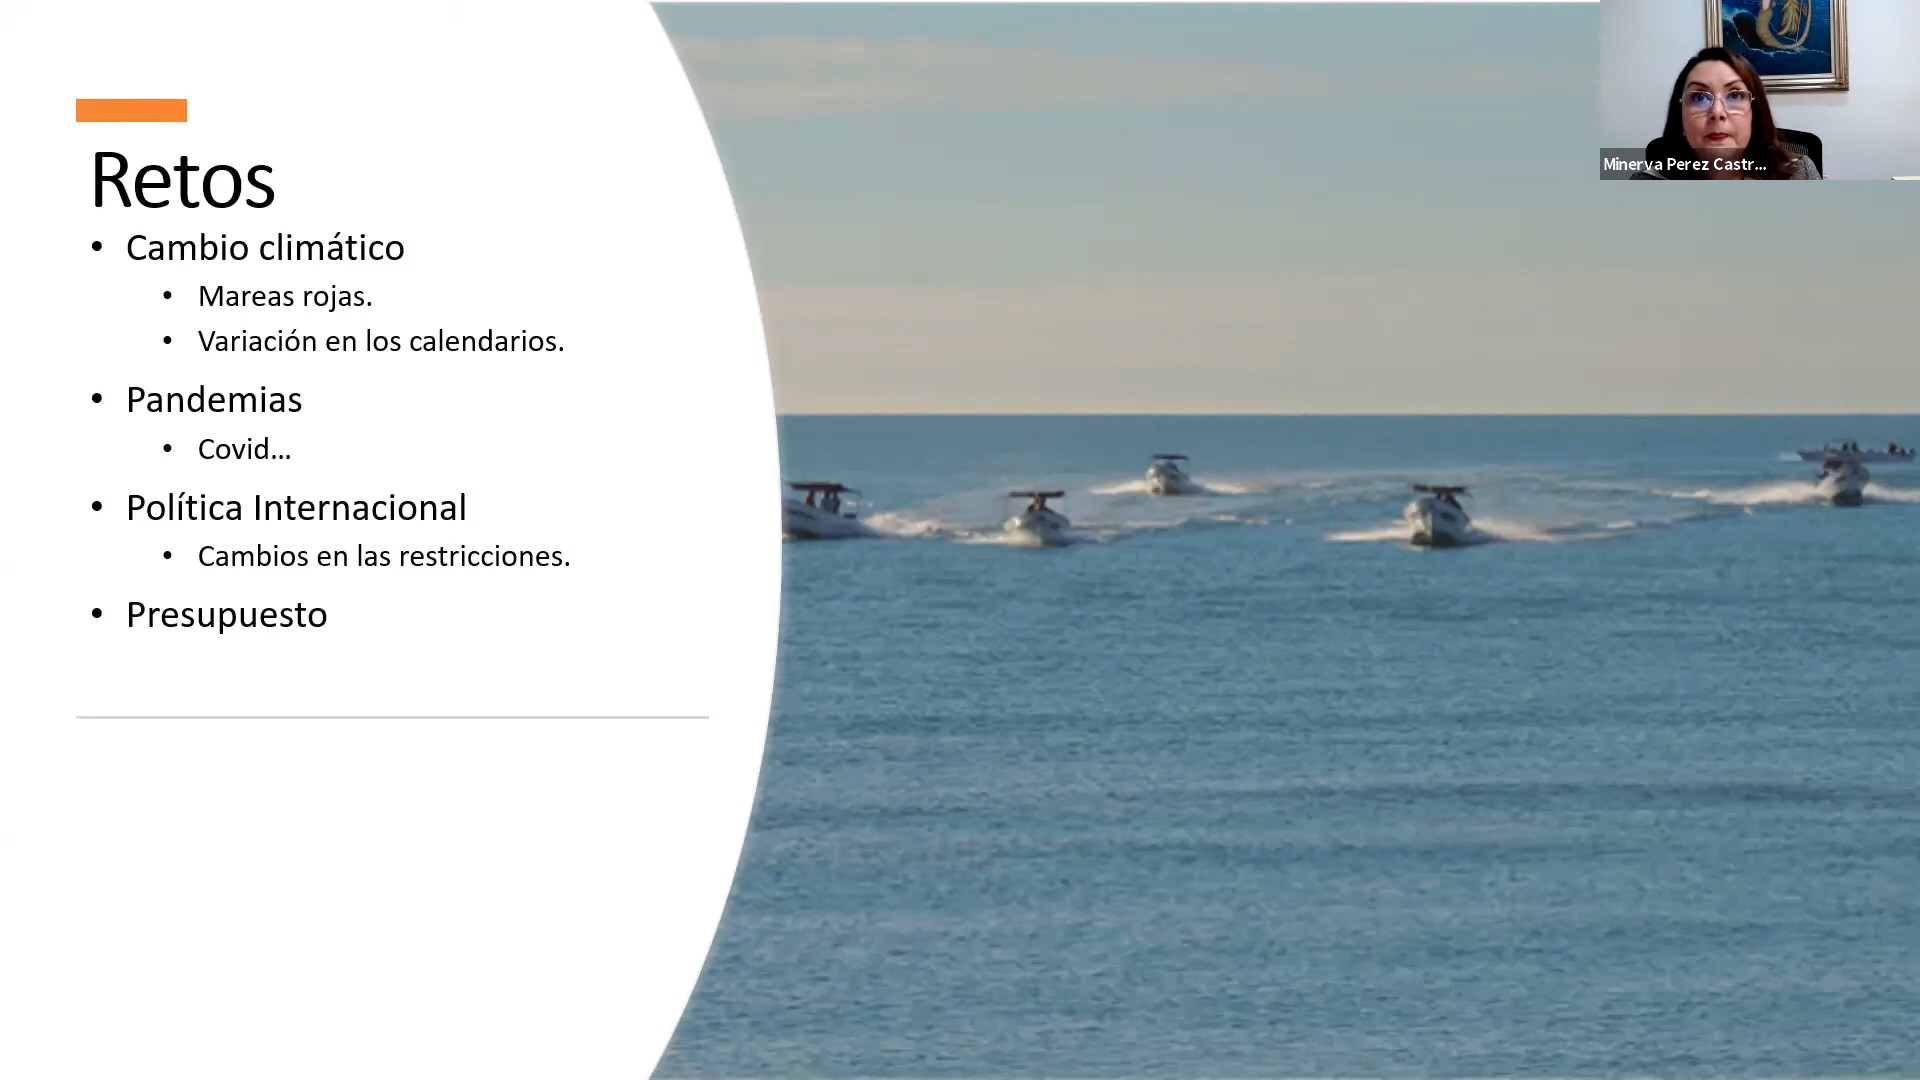 Retos
• Cambio climático
• Mareas rojas.
• Variación en los calendarios.
• Pandemias
• Covid...
• Política Internacional
• Cambios en las restricciones.
• Presupuesto
Minerva Perez Castr...